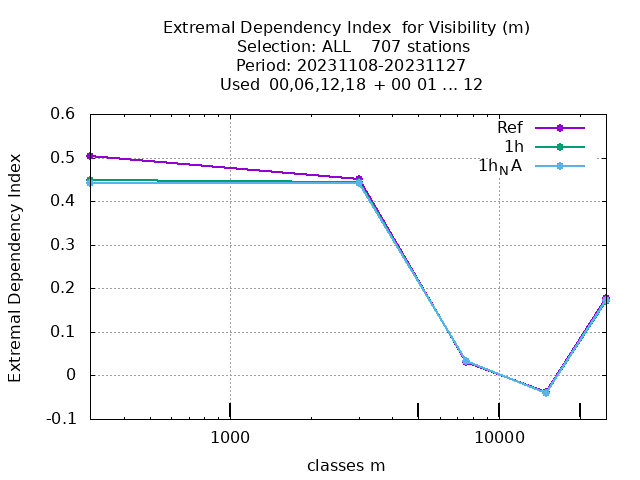 Extremal Dependency Index  for Visibility (m)
Selection: ALL    707 stations
Period: 20231108-20231127
Used  00,06,12,18  + 00 01 ... 12
Ref
1h
1h_NA
Extremal Dependency Index
0.6
0.5
0.4
0.3
0.2
0.1
0
-0.1
1000
10000
classes m